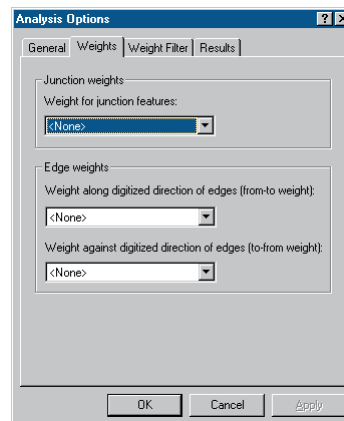 Analysis Options
General Weights Weight Filter Results
Junction weights
Weight for junction features:
<None>
Edge weights
Weight along digitized direction of edges (from-to weight):
<None>
Weight against digitized direction of edges (to-from weight):
<None>
OK Cancel Apply